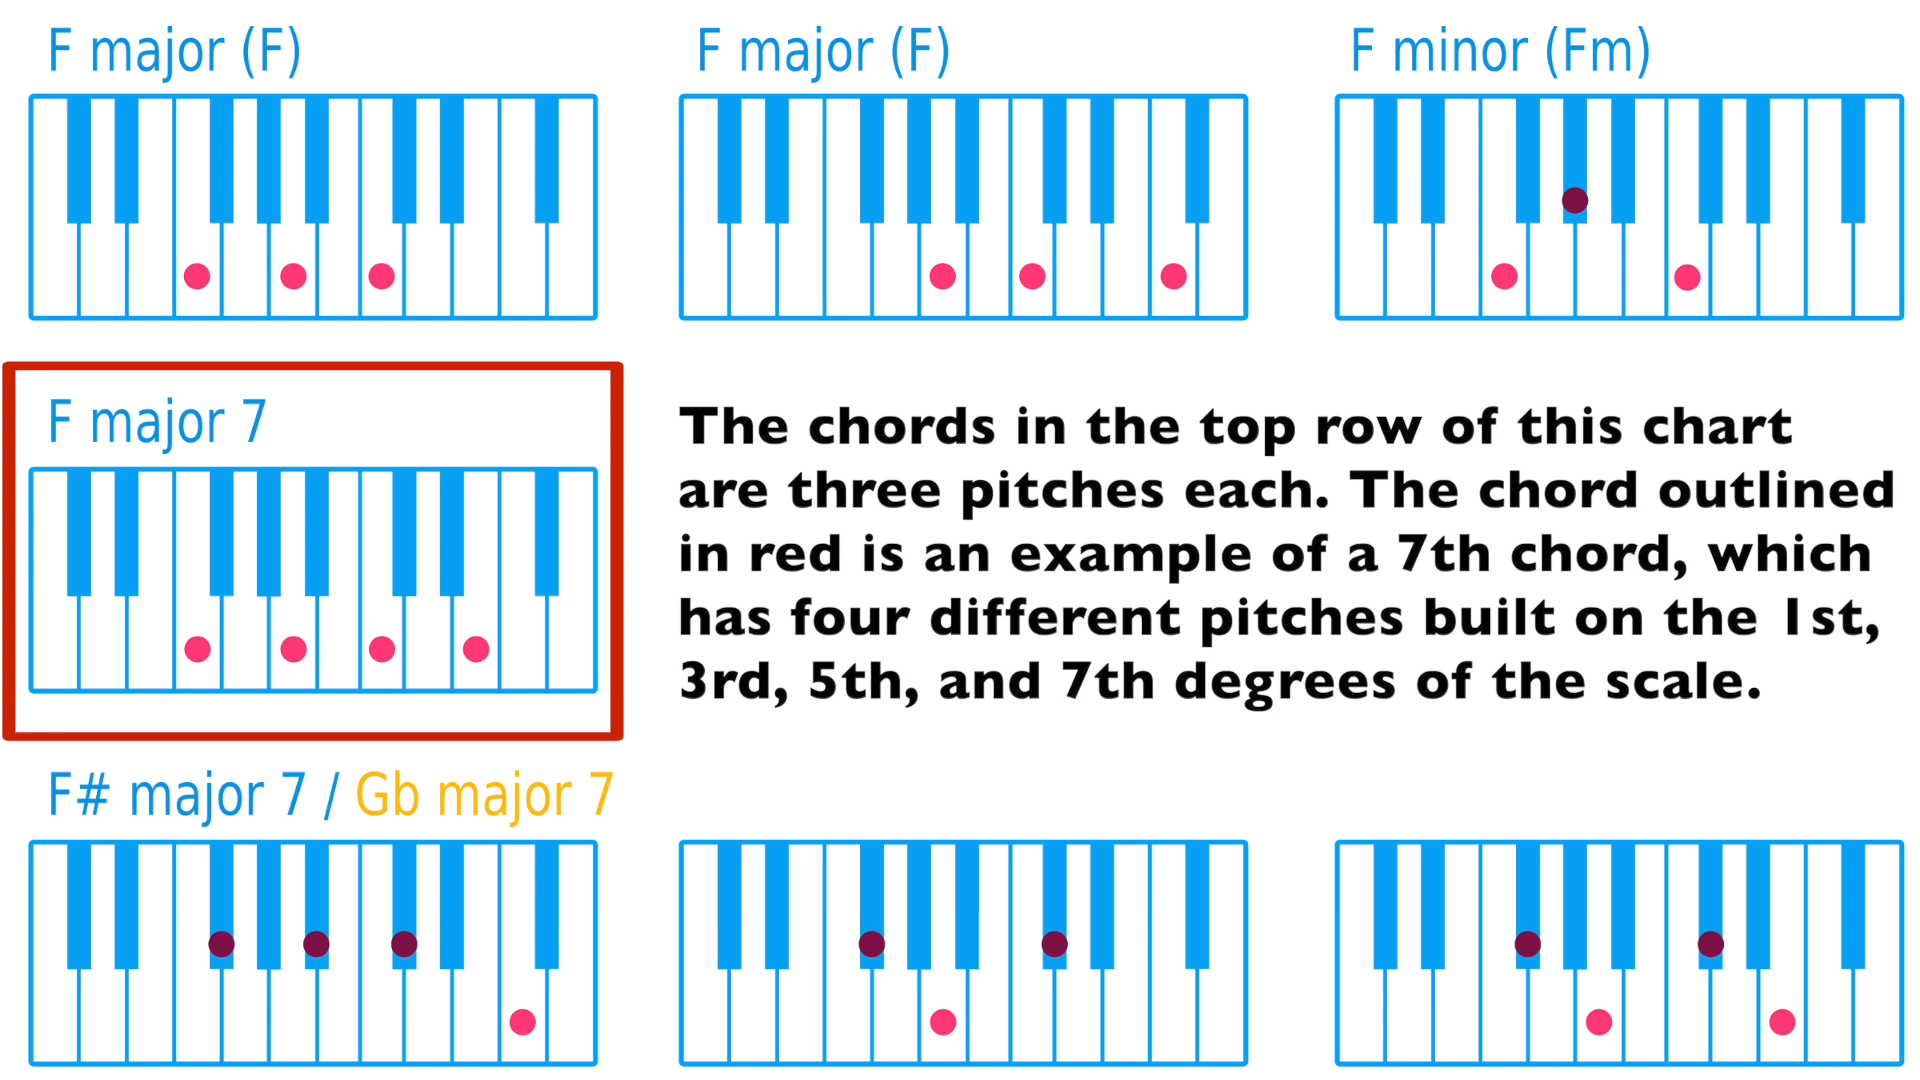 F major (F)
F major (F)
F minor (Fm)
F major 7
The chords in the top row of this chart
are three pitches each. The chord outlined
in red is an example of a 7th chord, which
has four different pitches built on the 1st,
3rd, 5th, and 7th degrees of the scale.
F# major 7 / Gb major 7